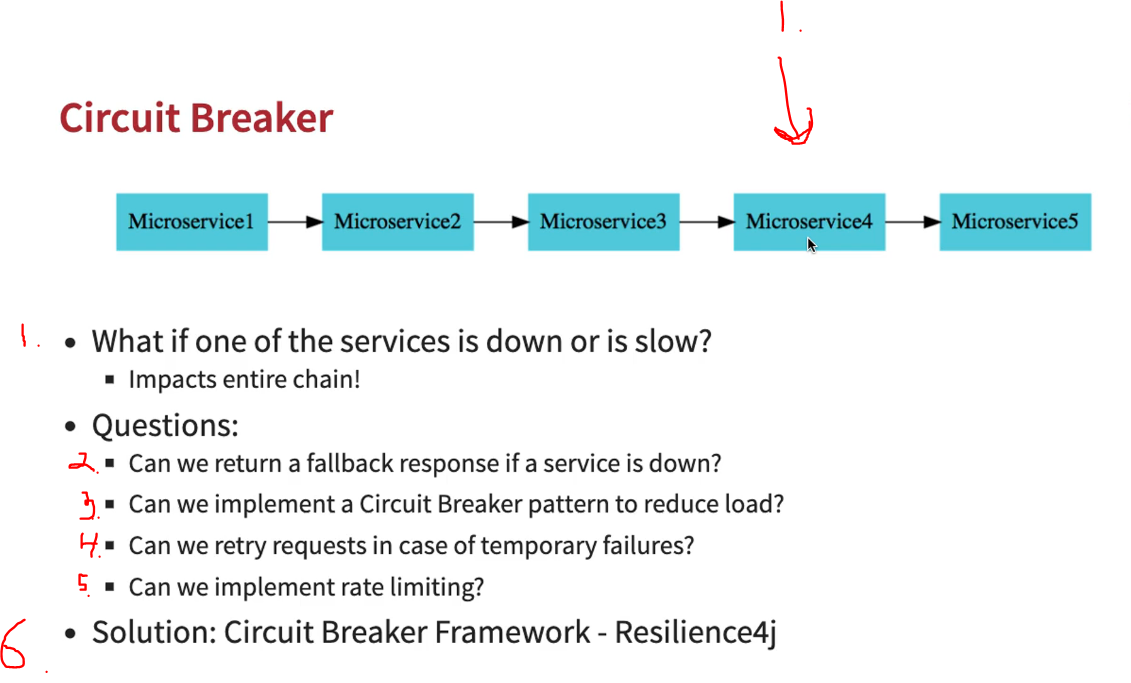 1.
Circuit Breaker
Microservice1 Microservice2 Microservice3 Microservice4 Microservice5
1. • What if one of the services is down or is slow?
▪ Impacts entire chain!
• Questions:
2. ▪ Can we return a fallback response if a service is down?
3. ▪ Can we implement a Circuit Breaker pattern to reduce load?
4. ▪ Can we retry requests in case of temporary failures?
5. ▪ Can we implement rate limiting?
6. • Solution: Circuit Breaker Framework - Resilience4j